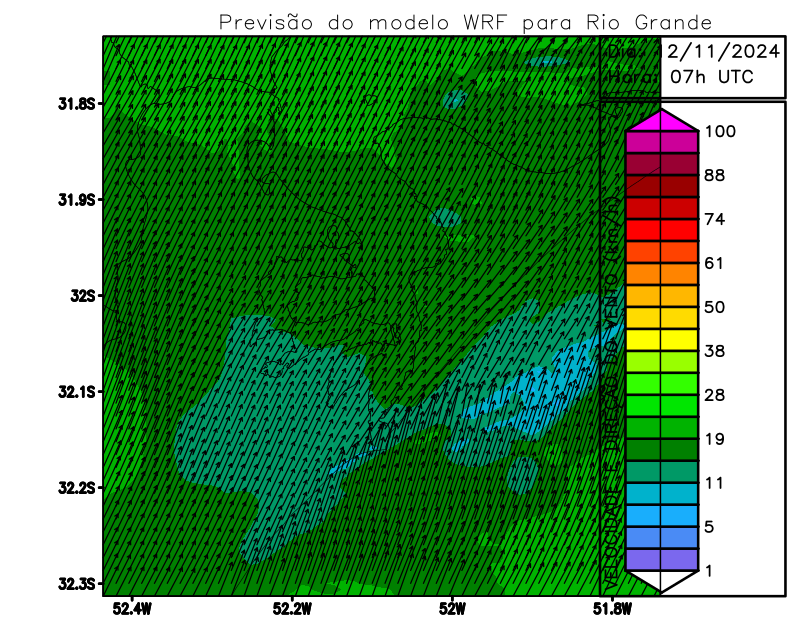 Previsão do modelo WRF para Rio Grande
Dia: 2/11/2024
Hora: 07h UTC
31.8S
31.9S
32S
32.1S
32.2S
32.3S
52.4W
52.2W
52W
51.8W
VELOCIDADE E DIREÇÃO DO VENTO (km/h)
100
88
74
61
50
38
28
19
11
5
1